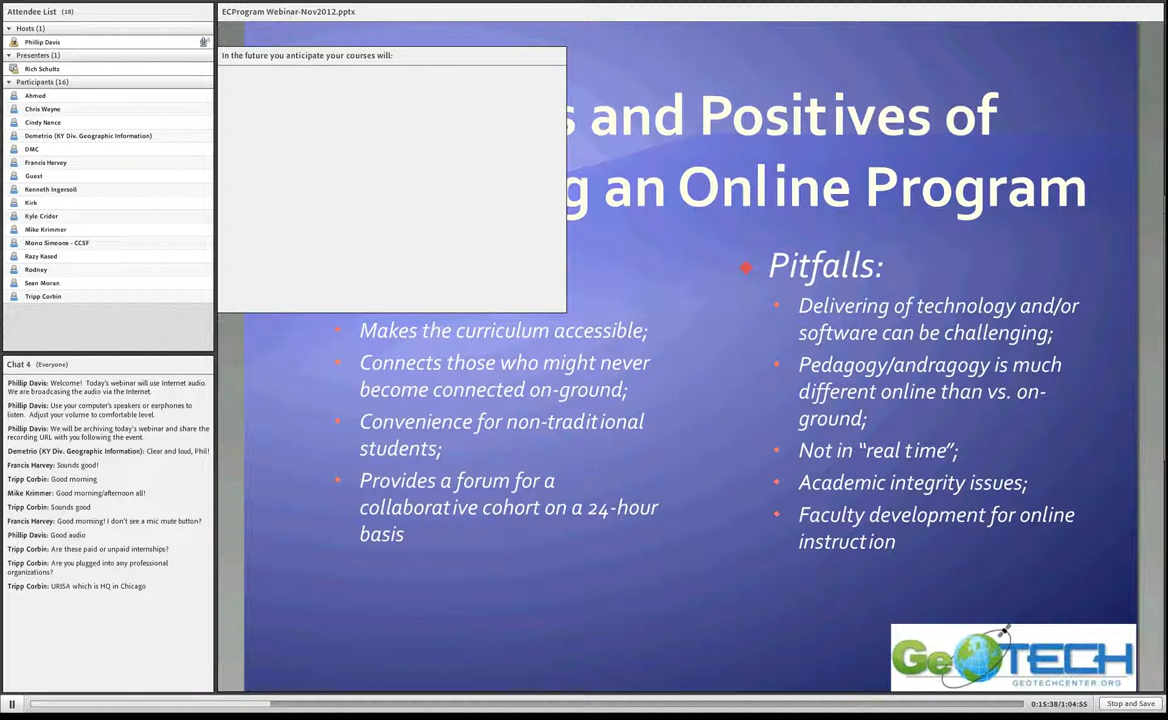 Attendee List (18)
Hosts (1)
Phillip Davis
Presenters (1)
Rich Schultz
Participants (16)
Ahmed
Chris Wayne
Cindy Nance
Demetrio (KY Div. Geographic Information)
DMC
Francis Harvey
Guest
Kenneth Ingersoll
Kirk
Kyle Crider
Mike Krimmer
Mono Simeone - CCSF
Razy Kased
Rodney
Sean Moran
Tripp Corbin
Chat 4 (Everyone)
Phillip Davis: Welcome! Today's webinar will use Internet audio.
We are broadcasting the audio via the Internet.
Phillip Davis: Use your computer's speakers or earphones to
listen. Adjust your volume to comfortable level.
Phillip Davis: We will be archiving today's webinar and share the
recording URL with you following the event.
Demetrio (KY Div. Geographic Information): Clear and loud, Phil!
Francis Harvey: Sounds good!
Tripp Corbin: Good morning
Mike Krimmer: Good morning/afternoon all!
Tripp Corbin: Sounds good
Francis Harvey: Good morning! I don't see a mic mute button?
Phillip Davis: Good audio
Tripp Corbin: Are these paid or unpaid internships?
Tripp Corbin: Are you plugged into any professional
organizations?
Tripp Corbin: URISA which is HQ in Chicago
ECProgram Webinar-Nov2012.pptx
In the future you anticipate your courses will:
s and Positives of
g an Online Program
Makes the curriculum accessible;
Connects those who might never
become connected on-ground;
Convenience for non-traditional
students;
Provides a forum for a
collaborative cohort on a 24-hour
basis
Pitfalls:
Delivering of technology and/or
software can be challenging;
Pedagogy/andragogy is much
different online than vs. on-
ground;
Not in “real time”;
Academic integrity issues;
Faculty development for online
instruction
GeoTECH
GEOTECHCENTER.ORG
0:15:38/1:04:55
Stop and Save